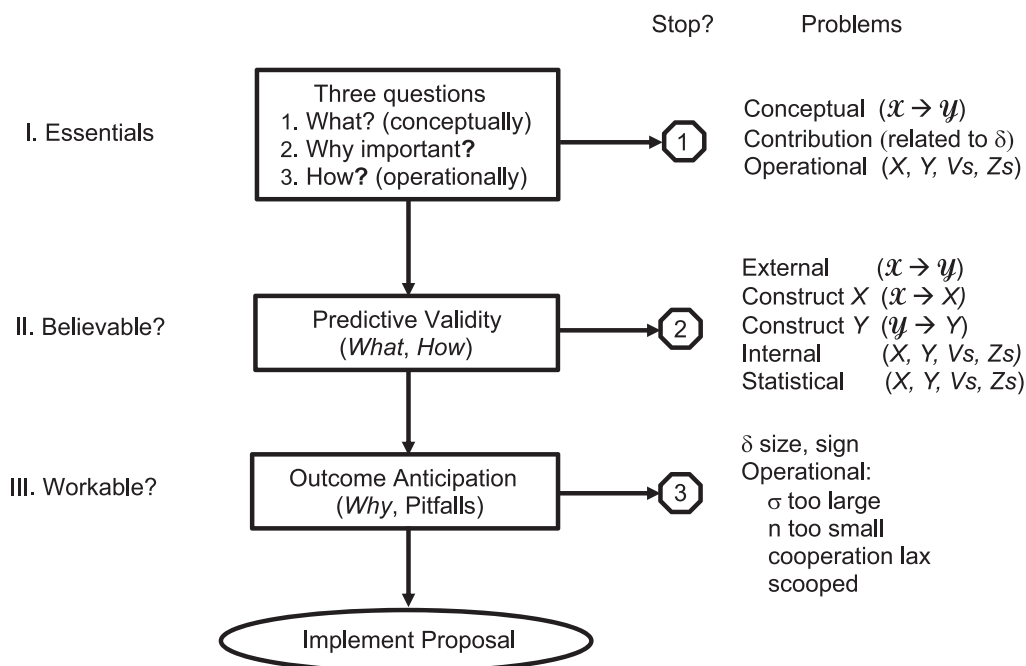 Stop? Problems
I. Essentials
Three questions
1. What? (conceptually)
2. Why important?
3. How? (operationally)
1
Conceptual (𝓍 → 𝓎)
Contribution (related to δ)
Operational (X, Y, Vs, Zs)
II. Believable?
Predictive Validity
(What, How)
2
External (𝓍 → 𝓎)
Construct X (𝓍 → X)
Construct Y (𝓎 → Y)
Internal (X, Y, Vs, Zs)
Statistical (X, Y, Vs, Zs)
III. Workable?
Outcome Anticipation
(Why, Pitfalls)
3
δ size, sign
Operational:
σ too large
n too small
cooperation lax
scooped
Implement Proposal